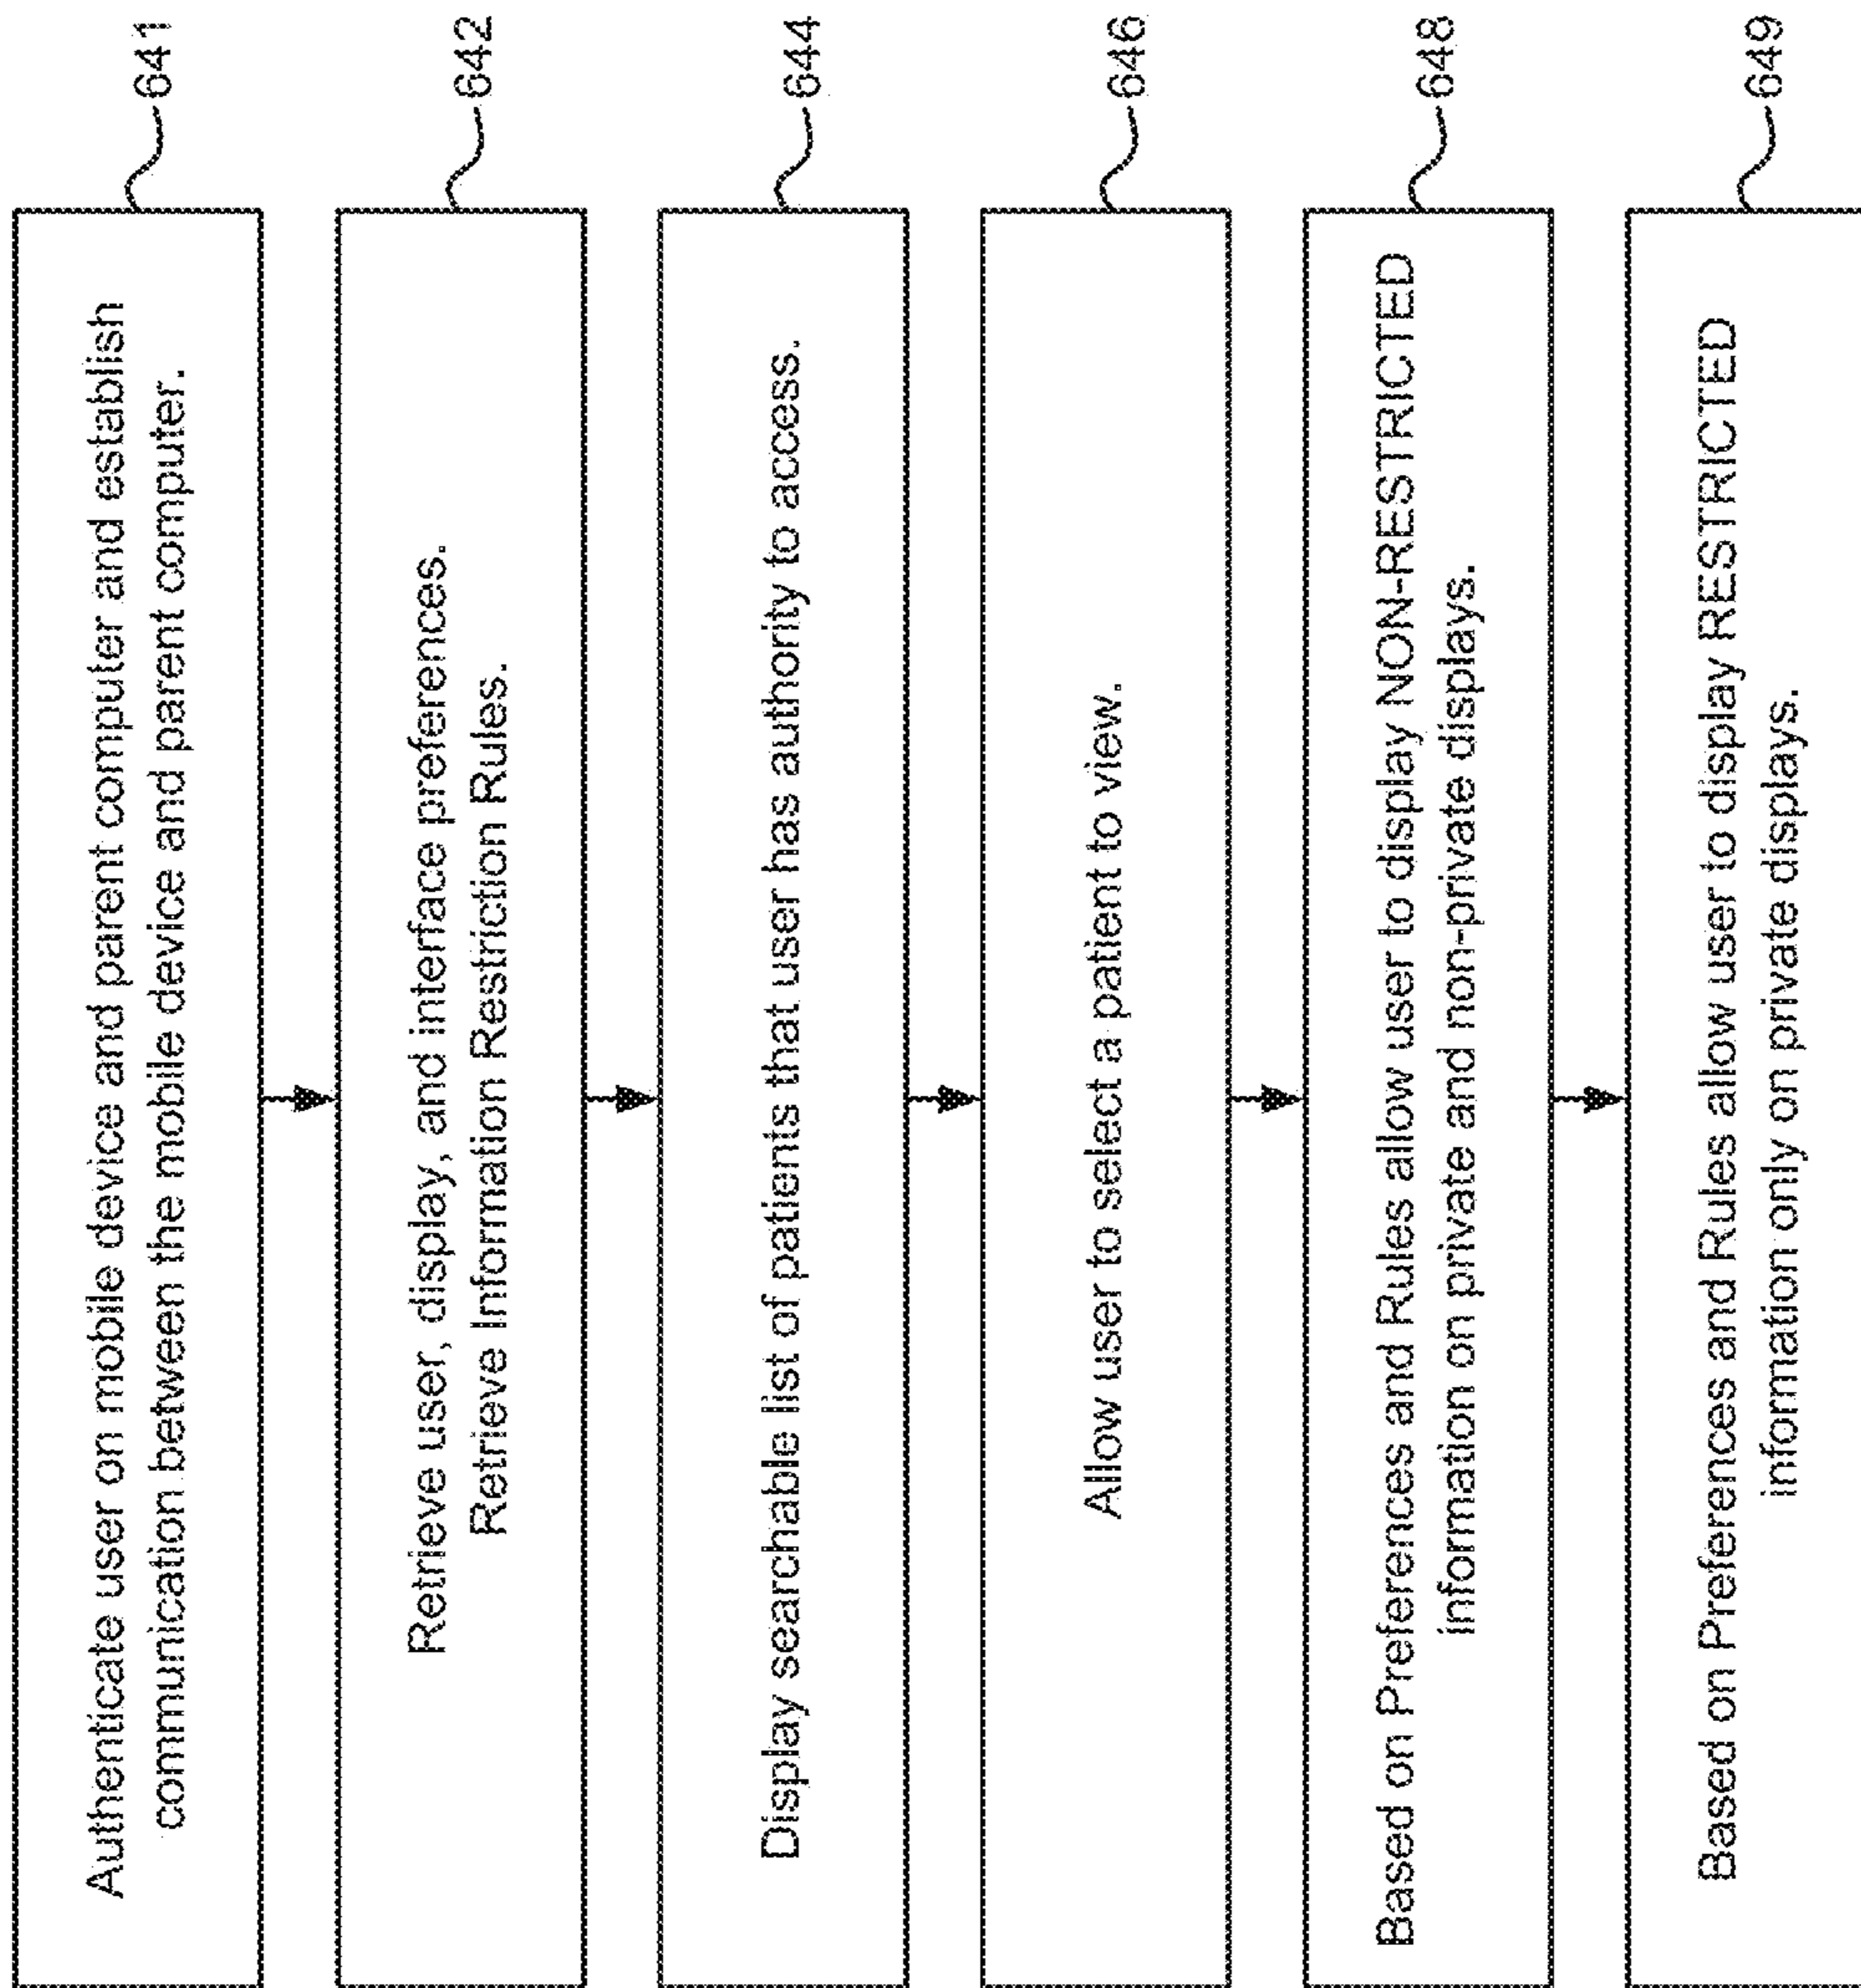 Authenticate user on mobile device and parent computer and establish
communication between the mobile device and parent computer.
641
Retrieve user, display, and interface preferences.
Retrieve Information Restriction Rules.
642
Display searchable list of patients that user has authority to access.
644
Allow user to select a patient to view.
646
Based on Preferences and Rules allow user to display NON-RESTRICTED
information on private and non-private displays.
648
Based on Preferences and Rules allow user to display RESTRICTED
information only on private displays.
649